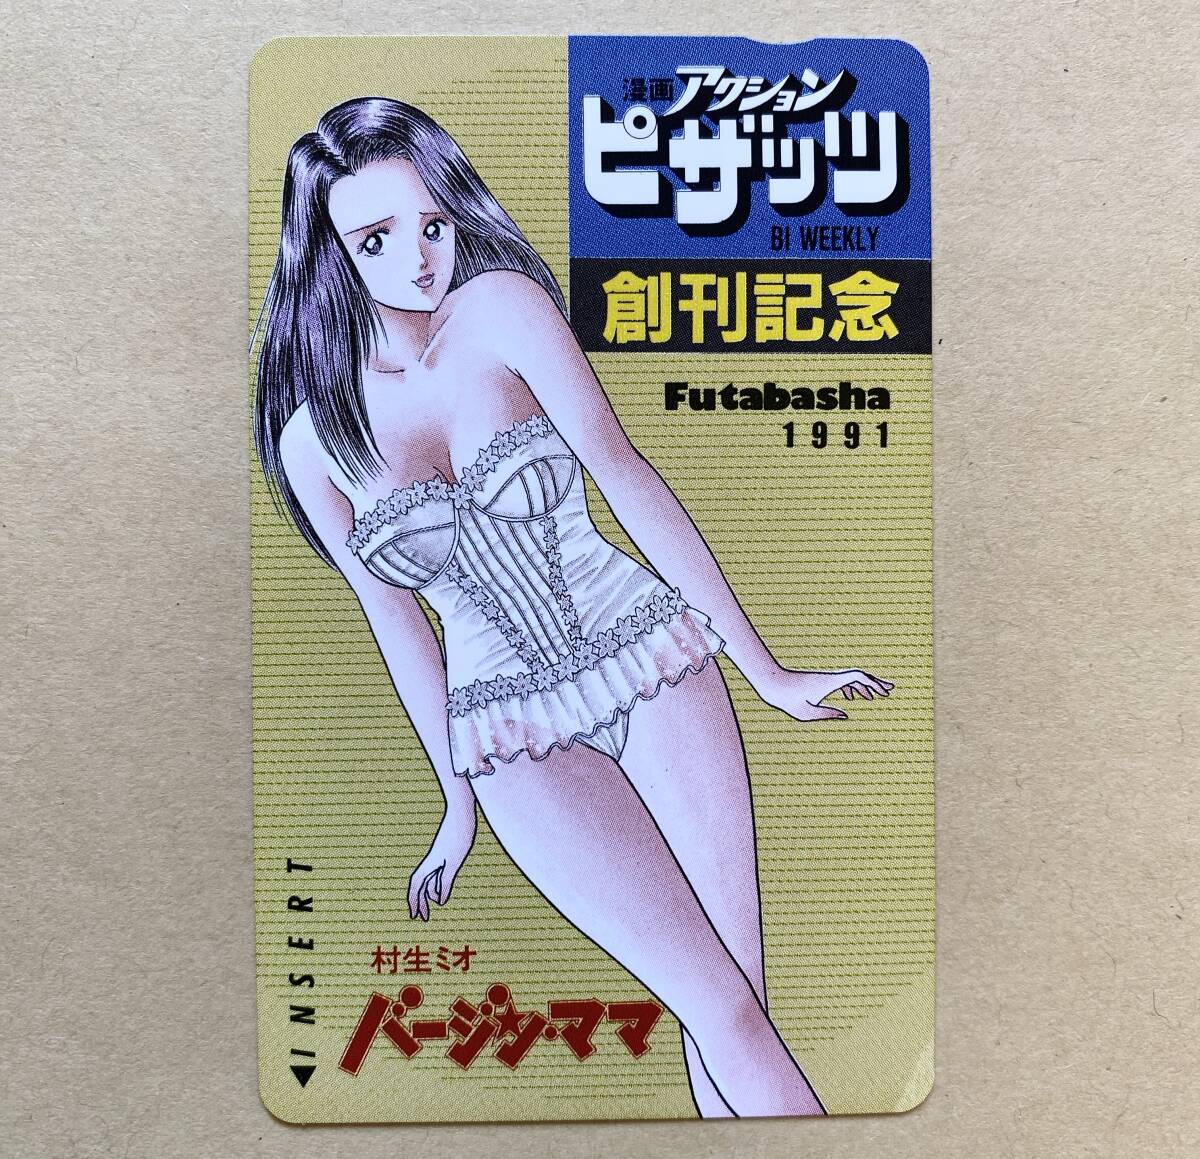 漫画アクション
ピザッツ
BI WEEKLY
創刊記念
Futabasha
1991
INSERT
村生ミオ
バージン・ママ